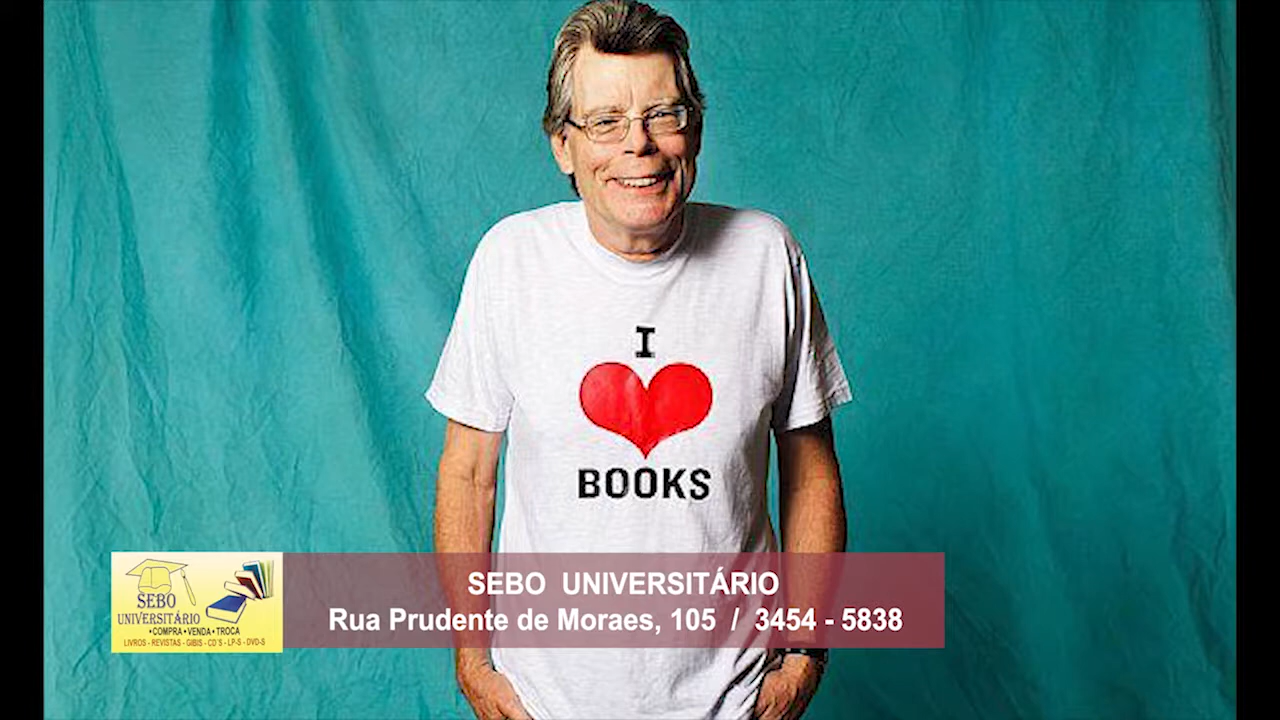 I
BOOKS
SEBO UNIVERSITÁRIO
Rua Prudente de Moraes, 105 / 3454 - 5838
SEBO
UNIVERSITÁRIO
•COMPRA•VENDA•TROCA
LIVROS - REVISTAS - GIBIS - CD´S - LP-S - DVD-S